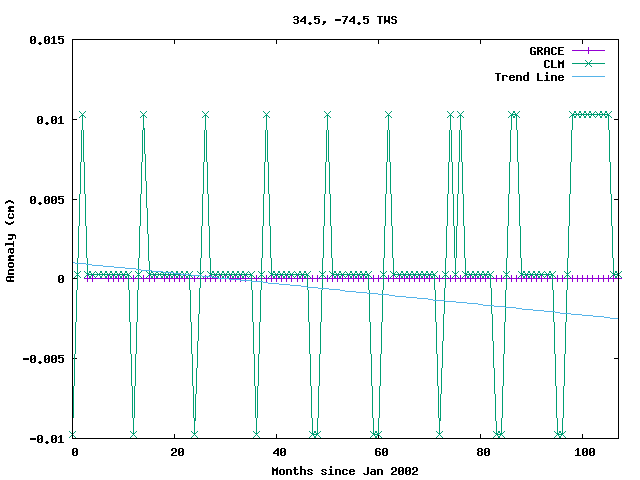 34.5, -74.5 TWS
0.015
GRACE
CLM
Trend Line
0.01
0.005
Anomaly (cm)
0
-0.005
-0.01
0 20 40 60 80 100
Months since Jan 2002